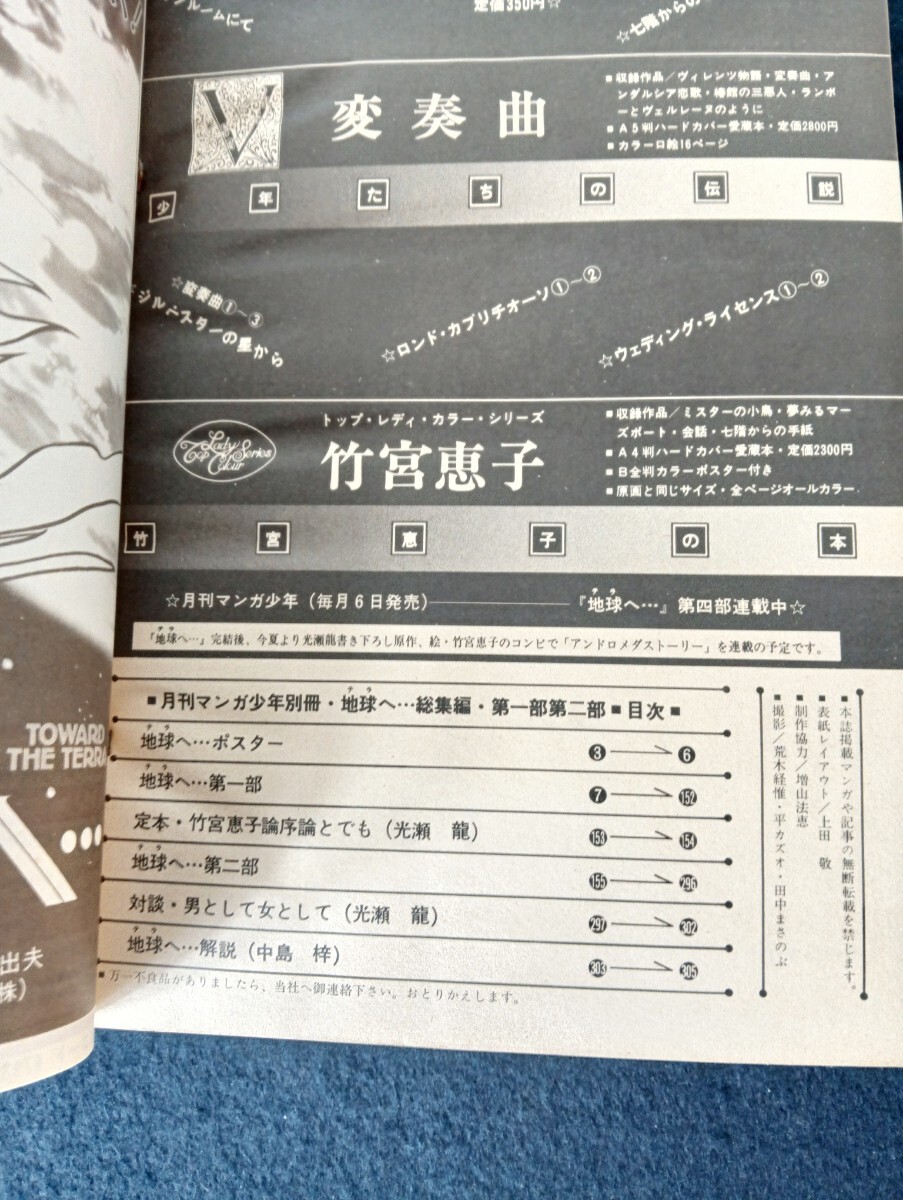 ルームにて
定価350円☆
☆七階からの
V
変奏曲
■収録作品/ヴィレンツ物語・変奏曲・ア
ンダルシア恋歌・椿館の三悪人・ランボ
ーとヴェルレーヌのように
■A5判ハードカバー愛蔵本・定価2800円
■カラー口絵16ページ
少年たちの伝説
☆変奏曲①〜③
ジルベスターの星から
☆ロンド・カプリチオーソ①〜②
☆ウェディング・ライセンス①〜②
Top Lady Colour Series
トップ・レディ・カラー・シリーズ
竹宮恵子
■収録作品/ミスターの小鳥・夢みるマー
ズポート・会話・七階からの手紙
■A4判ハードカバー愛蔵本・定価2300円
■B全判カラーポスター付き
■原画と同じサイズ・全ページオールカラー
竹宮恵子の本
☆月刊マンガ少年(毎月6日発売)――『地球へ…』第四部連載中☆
『地球へ…』完結後、今夏より光瀬龍書き下ろし原作、絵・竹宮恵子のコンビで「アンドロメダストーリー」を連載の予定です。
■月刊マンガ少年別冊・地球へ…総集編・第一部第二部■目次■
地球へ…ポスター 3→6
地球へ…第一部 7→152
定本・竹宮恵子論序論とでも(光瀬 龍) 153→154
地球へ…第二部 155→296
対談・男として女として(光瀬 龍) 297→302
地球へ…解説(中島 梓) 303→305
■万一不良品がありましたら、当社へ御連絡下さい。おとりかえします。
■本誌掲載マンガや記事の無断転載を禁じます。
■表紙レイアウト/上田 敬
■制作協力/増山法恵
■撮影/荒木経惟・平カズオ・田中まさのぶ
TOWARD
THE TERRA
出夫
株)